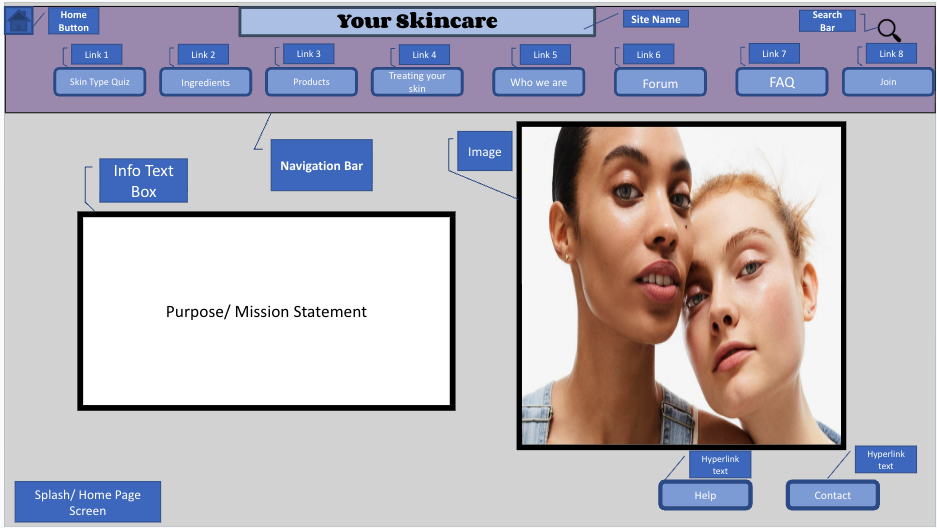 Home
Button
Your Skincare
Site Name
Search
Bar
Link 1
Link 2
Link 3
Link 4
Link 5
Link 6
Link 7
Link 8
Skin Type Quiz
Ingredients
Products
Treating your
skin
Who we are
Forum
FAQ
Join
Navigation Bar
Image
Info Text
Box
Purpose/ Mission Statement
Hyperlink
text
Hyperlink
text
Help
Contact
Splash/ Home Page
Screen